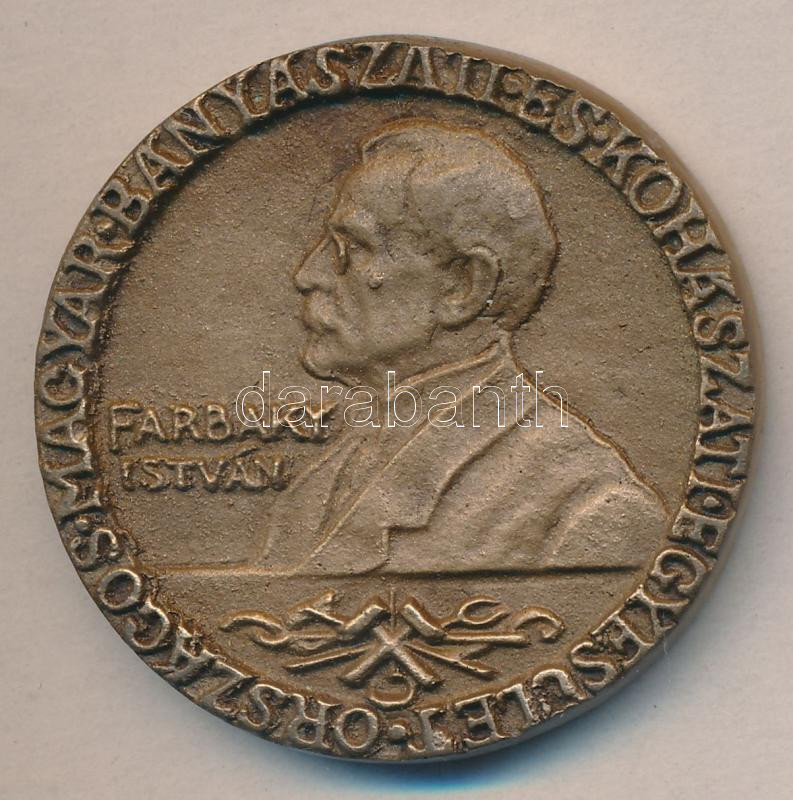 ORSZÁGOS·MAGYAR·BÁNYÁSZATI·ÉS·KOHÁSZATI·EGYESÜLET·
FARBAKY
ISTVÁN
darabanth